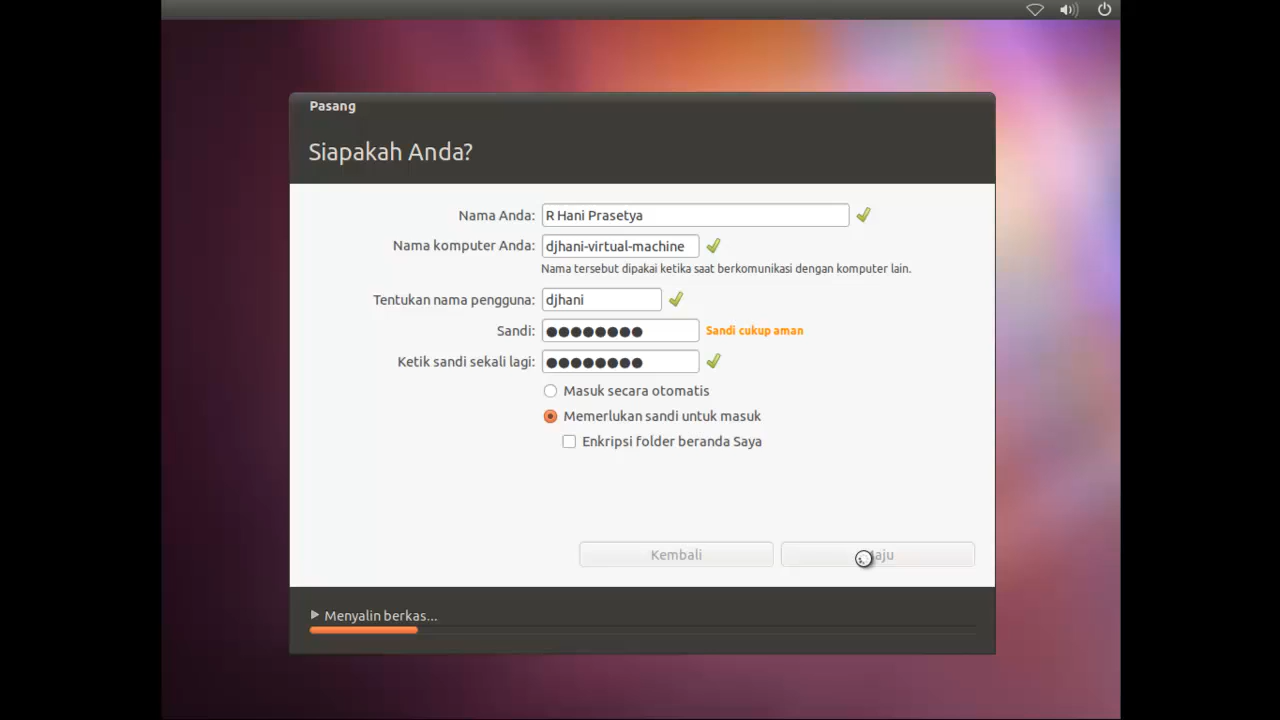 Pasang
Siapakah Anda?
Nama Anda: R Hani Prasetya
Nama komputer Anda: djhani-virtual-machine
Nama tersebut dipakai ketika saat berkomunikasi dengan komputer lain.
Tentukan nama pengguna: djhani
Sandi: ●●●●●●●● Sandi cukup aman
Ketik sandi sekali lagi: ●●●●●●●●
Masuk secara otomatis
Memerlukan sandi untuk masuk
Enkripsi folder beranda Saya
Kembali
Menyalin berkas...